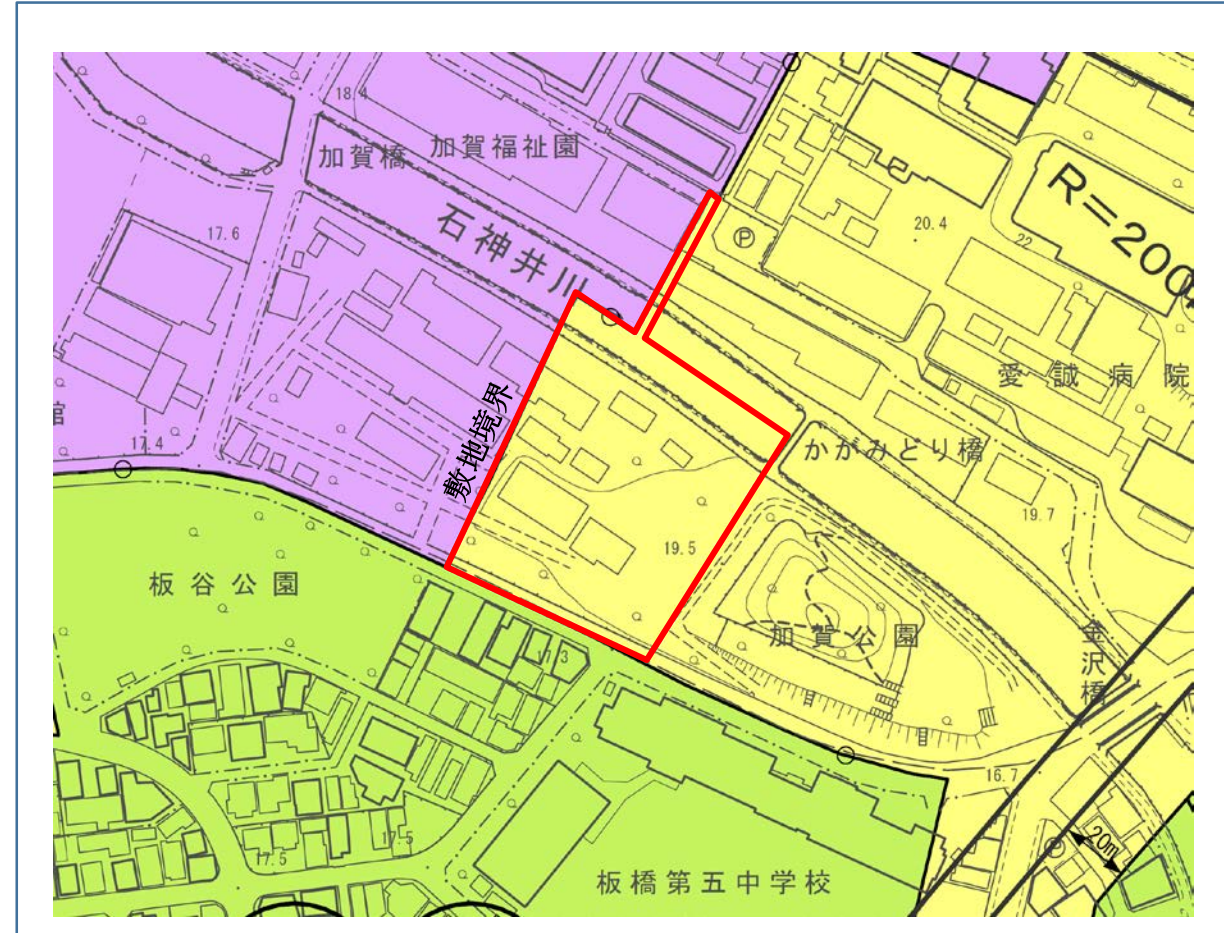 18.4
加賀橋
加賀福祉園
石神井川
17.6
P
20.4
22
R=200
愛誠病院
館
17.4
敷地境界
かがみどり橋
19.7
19.5
板谷公園
加賀公園
金沢橋
17.3
16.7
20m
P
17.5
17.5
板橋第五中学校